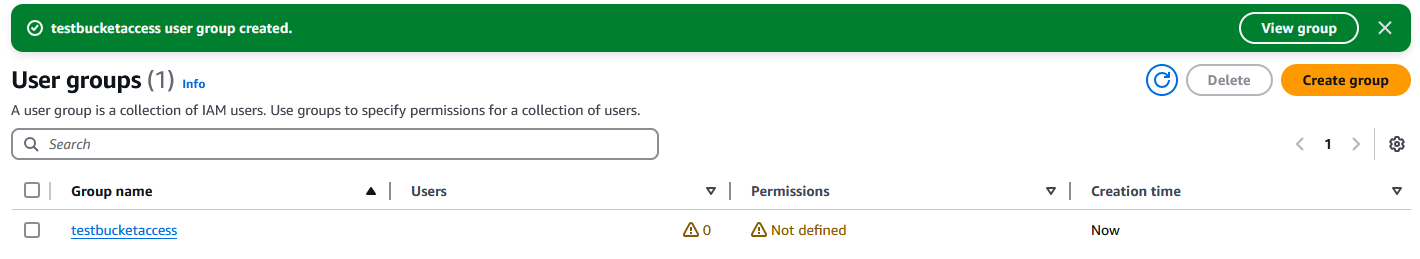 testbucketaccess user group created.
View group
User groups (1) Info
Delete
Create group
A user group is a collection of IAM users. Use groups to specify permissions for a collection of users.
Search
1
Group name
Users
Permissions
Creation time
testbucketaccess
0
Not defined
Now